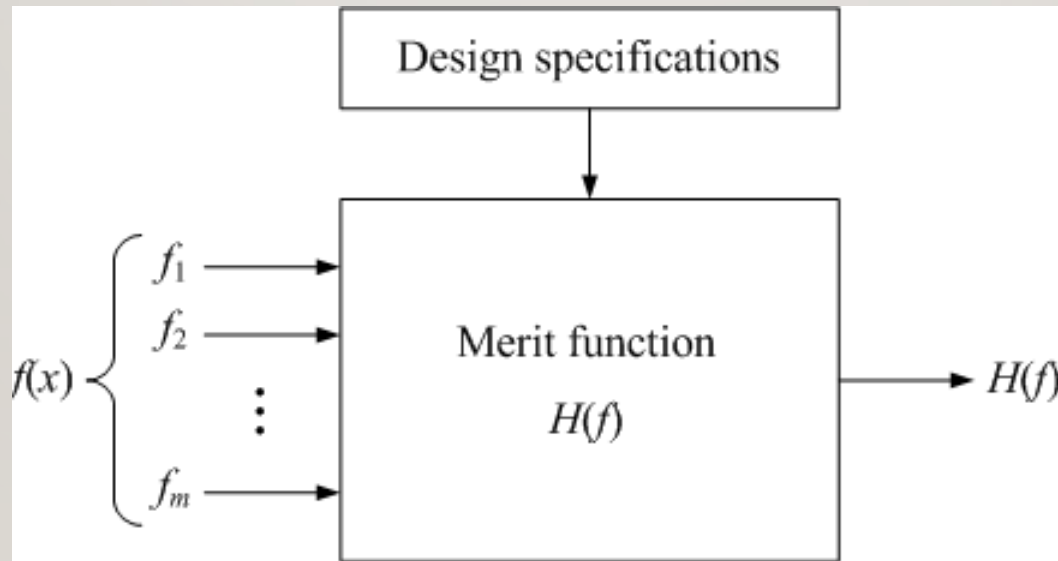 Design specifications
f1
f2
⋮
fm
f(x)
Merit function
H(f)
H(f)